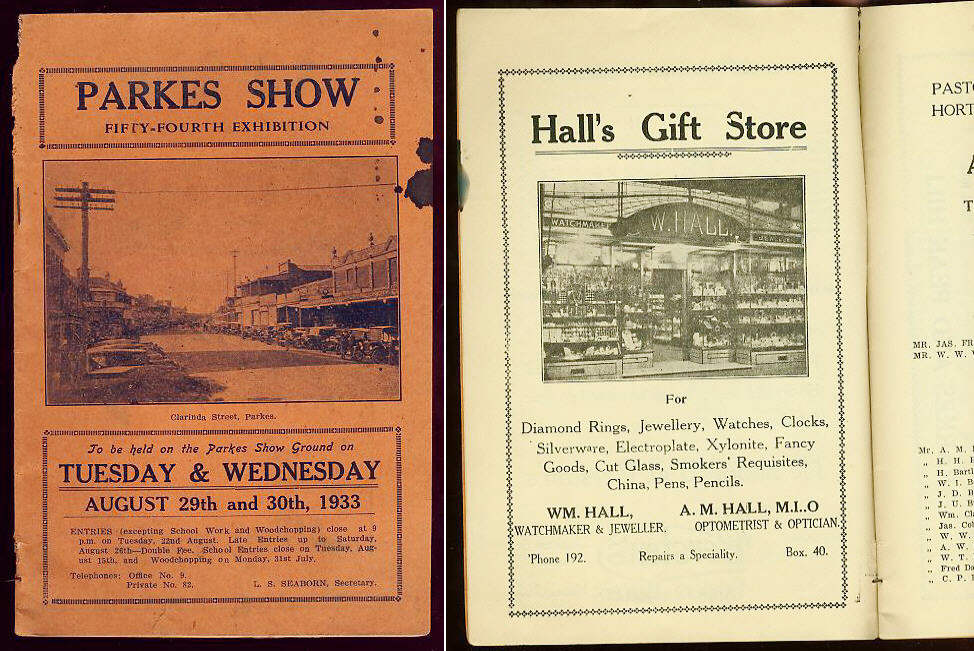 PARKES SHOW
FIFTY-FOURTH EXHIBITION
Clarinda Street, Parkes.
To be held on the Parkes Show Ground on
TUESDAY & WEDNESDAY
AUGUST 29th and 30th, 1933
ENTRIES (excepting School Work and Woodchopping) close at 9
p.m. on Tuesday, 22nd August. Late Entries up to Saturday,
August 26th—Double Fee. School Entries close on Tuesday, Aug-
ust 15th, and Woodchopping on Monday, 31st July.
Telephones: Office No. 9.
Private No. 82.
L. S. SEABORN, Secretary.
Hall's Gift Store
WATCHMAKER
W. HALL
JEWELLER
For
Diamond Rings, Jewellery, Watches, Clocks,
Silverware, Electroplate, Xylonite, Fancy
Goods, Cut Glass, Smokers' Requisites,
China, Pens, Pencils.
WM. HALL,
WATCHMAKER & JEWELLER.
A. M. HALL, M.I..O
OPTOMETRIST & OPTICIAN.
'Phone 192.
Repairs a Speciality.
Box. 40.
PAST
HORT
A
T
MR. JAS. FR
MR. W. W.
Mr. A. M.
„ H. H.
„ H. Bartl
„ W. I. B
„ J. D.
„ J. U. B
„ Wm. Cl
„ Jas. Col
„ W. W.
„ A. W.
„ W. T.
„ Fred Do
„ C. P.